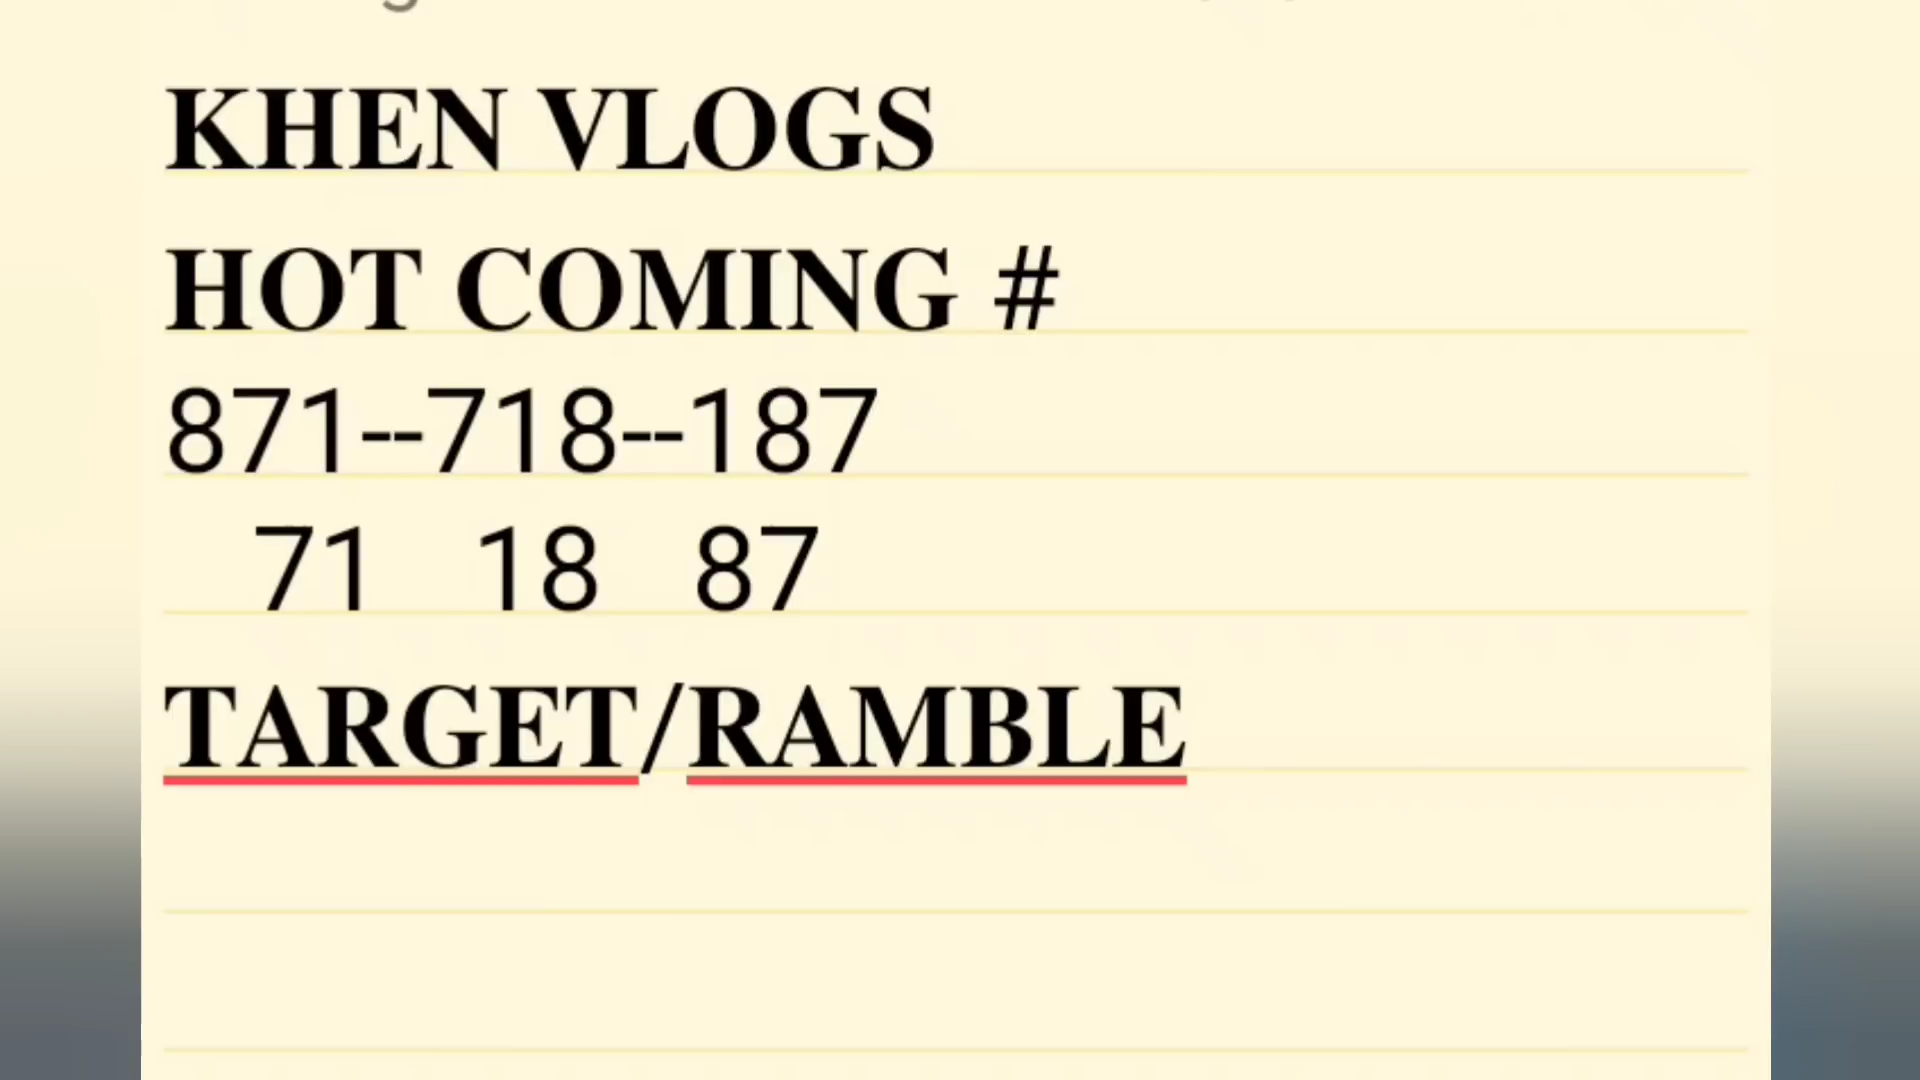 KHEN VLOGS
HOT COMING #
871--718--187
71 18 87
TARGET/RAMBLE